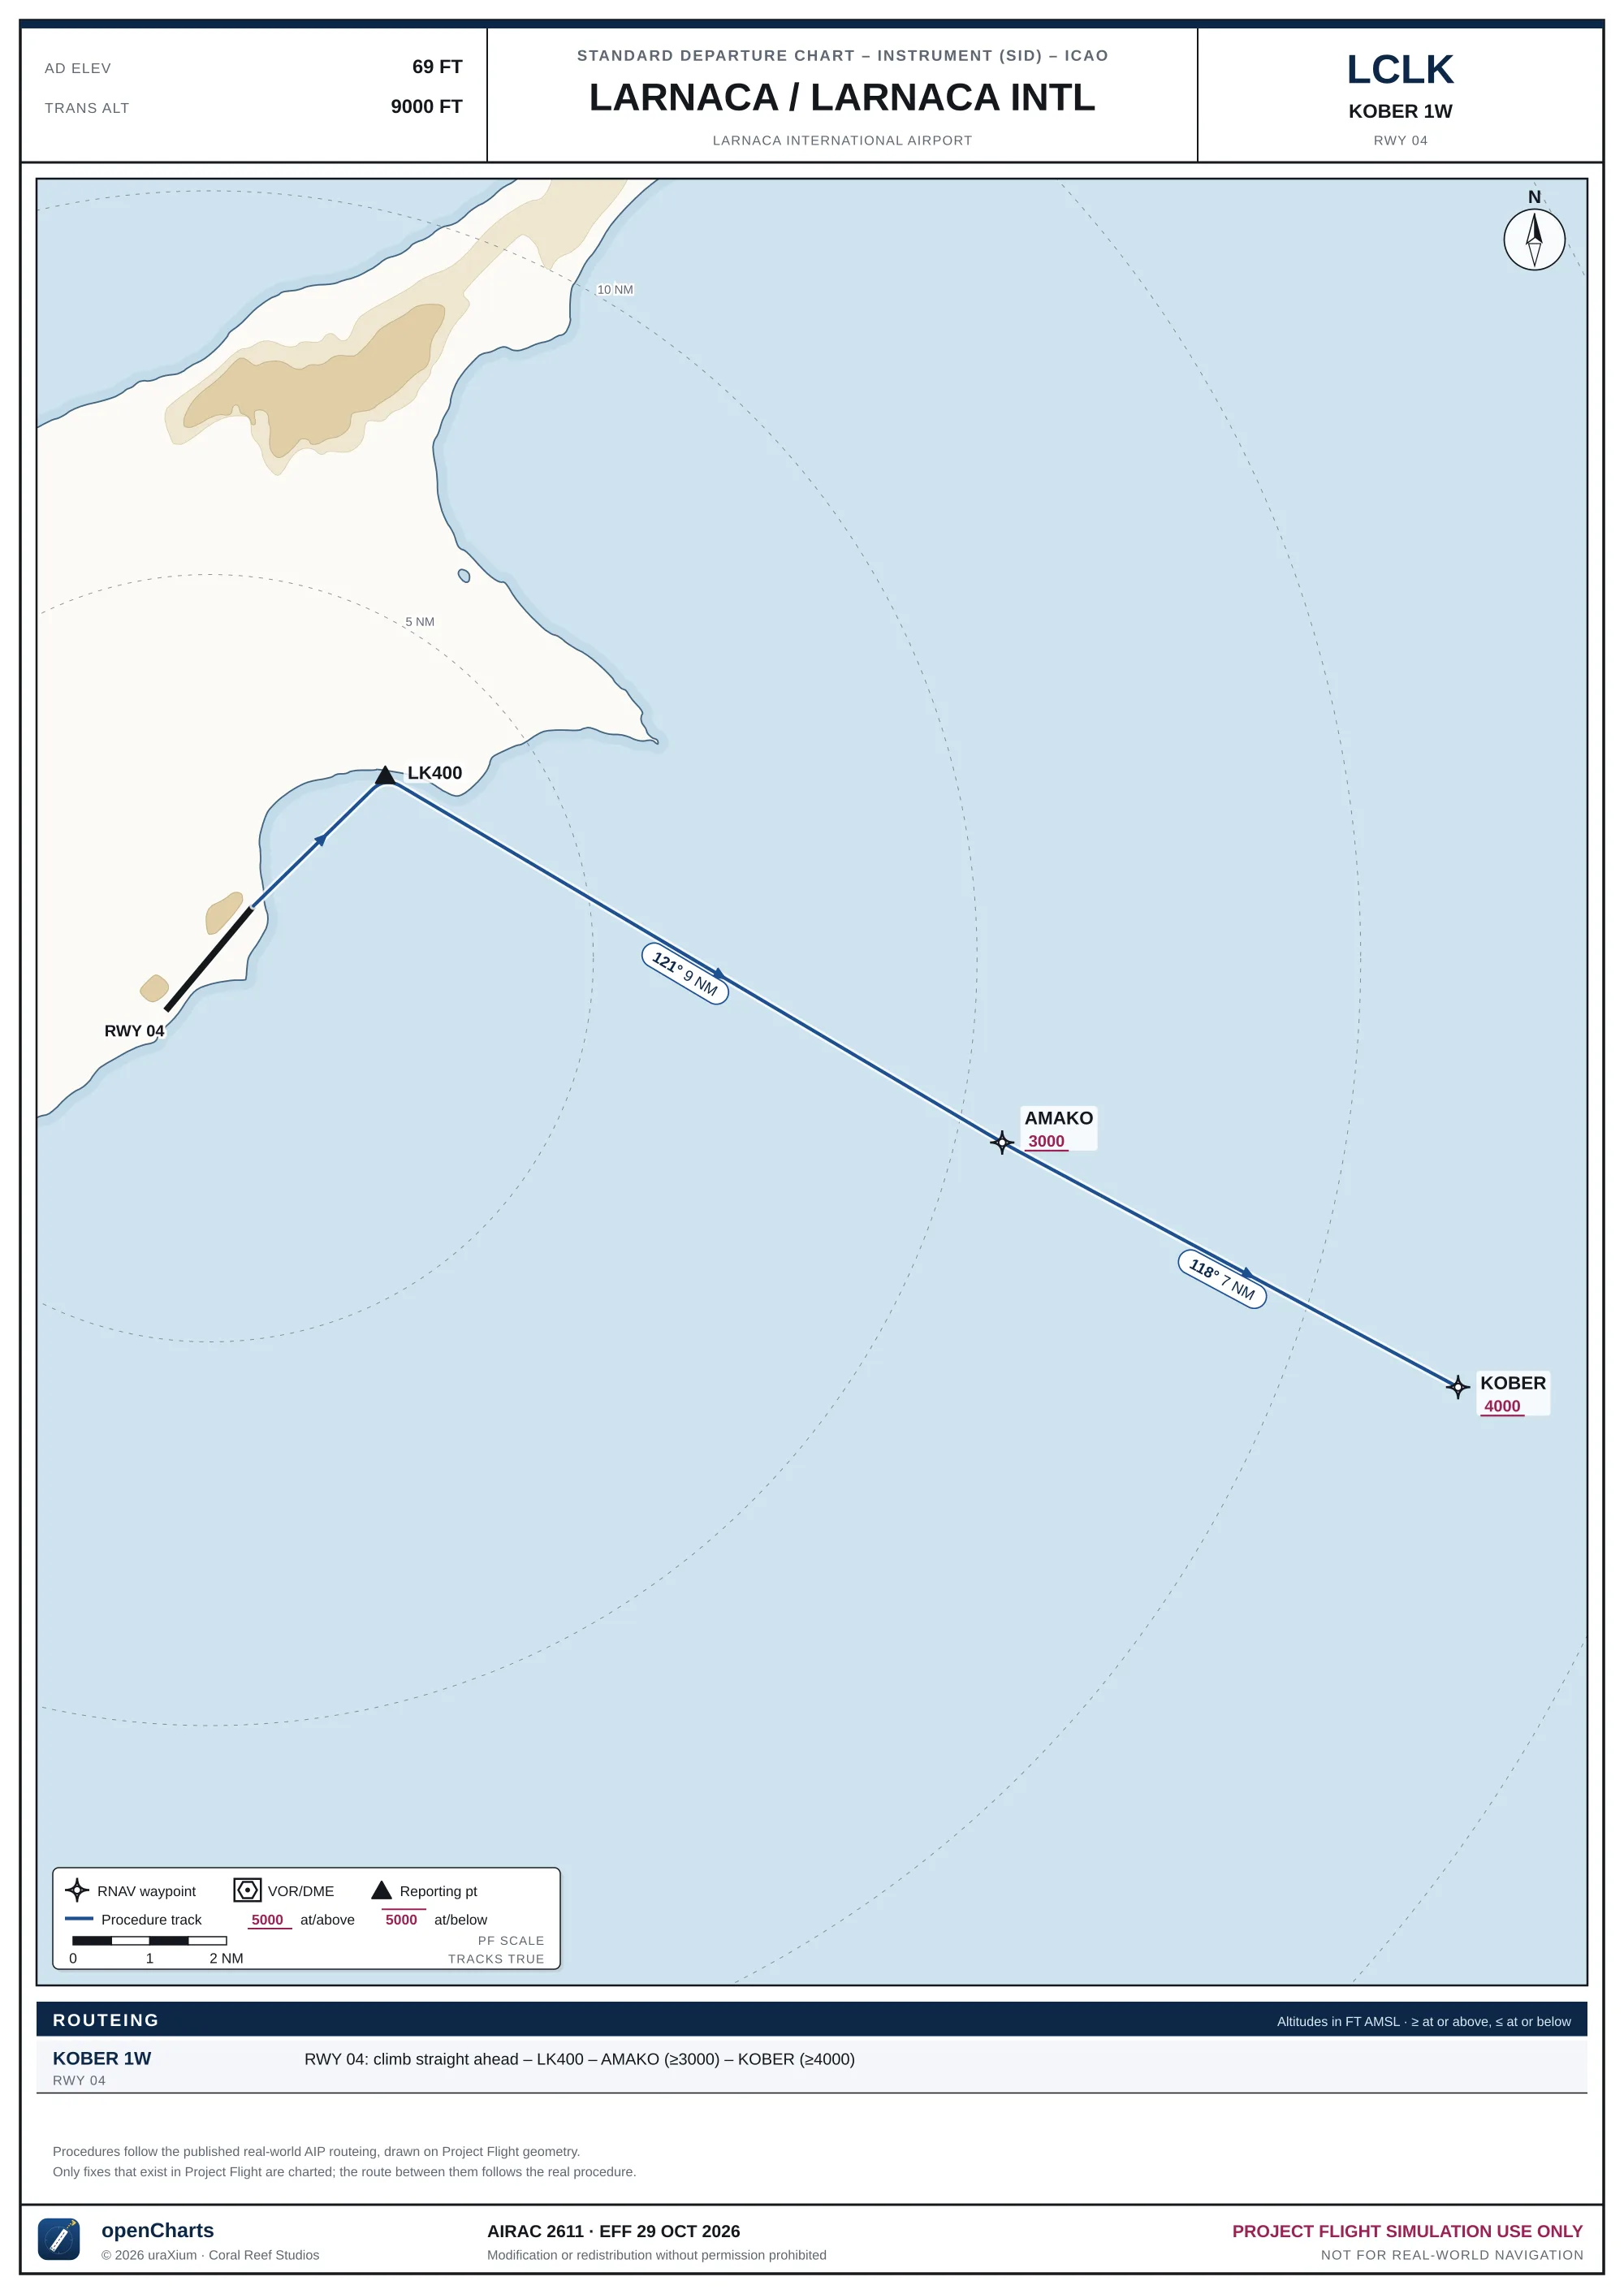 AD ELEV 69 FT
TRANS ALT 9000 FT
STANDARD DEPARTURE CHART – INSTRUMENT (SID) – ICAO
LARNACA / LARNACA INTL
LARNACA INTERNATIONAL AIRPORT
LCLK
KOBER 1W
RWY 04
N
10 NM
5 NM
LK400
RWY 04
121° 9 NM
AMAKO
3000
118° 7 NM
KOBER
4000
RNAV waypoint VOR/DME Reporting pt
Procedure track 5000 at/above 5000 at/below
PF SCALE
0 1 2 NM TRACKS TRUE
ROUTEING Altitudes in FT AMSL · ≥ at or above, ≤ at or below
KOBER 1W RWY 04: climb straight ahead – LK400 – AMAKO (≥3000) – KOBER (≥4000)
RWY 04
Procedures follow the published real-world AIP routeing, drawn on Project Flight geometry.
Only fixes that exist in Project Flight are charted; the route between them follows the real procedure.
openCharts
© 2026 uraXium · Coral Reef Studios
AIRAC 2611 · EFF 29 OCT 2026
Modification or redistribution without permission prohibited
PROJECT FLIGHT SIMULATION USE ONLY
NOT FOR REAL-WORLD NAVIGATION